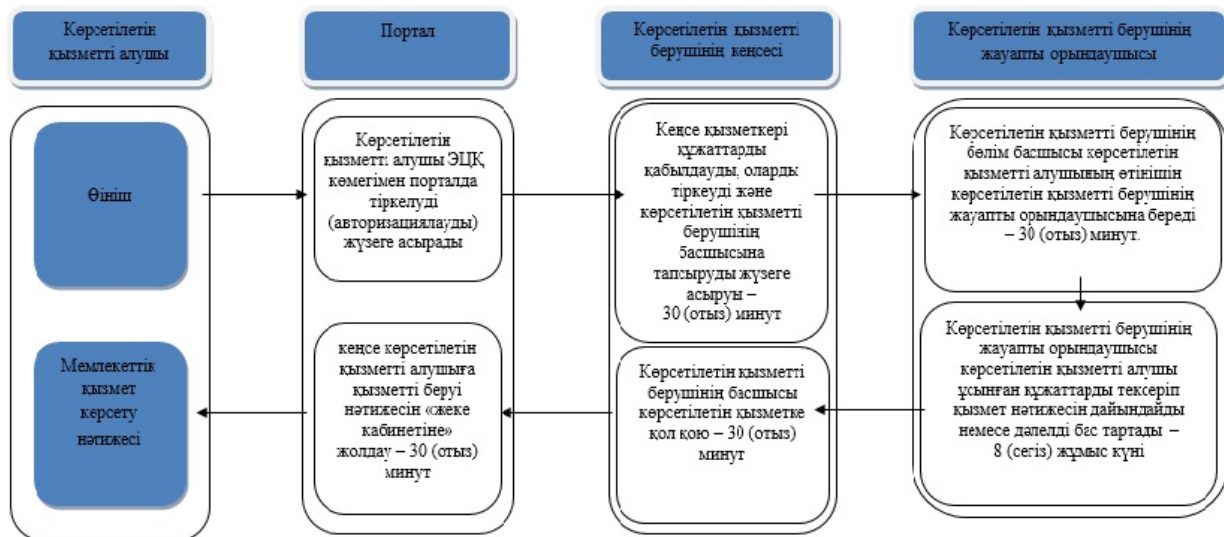 Көрсетілетін
қызметті алушы
Портал
Көрсетілетін қызметті
берушінің кеңсесі
Көрсетілетін қызметті берушінің
жауапты орындаушысы
Өініш
Көрсетілетін
қызметті алушы ЭЦҚ
көмегімен порталда
тіркелуді
(авторизациялауды)
жүзеге асырады
Кеңсе қызметкері
құжаттарды
қабылдауды, оларды
тіркеуді және
көрсетілетін қызметті
берушінің
басшысына
тапсыруды жүзеге
асыруын –
30 (отыз) минут
Көрсетілетін қызметті берушінің
бөлім басшысы көрсетілетін
қызметті алушының өтінішін
көрсетілетін қызметті берушінің
жауапты орындаушысына береді
– 30 (отыз) минут.
Мемлекеттік
қызмет
көрсету
нәтижесі
кеңсе көрсетілетін
қызметті алушыға
қызметті беруі
нәтижесін «жеке
кабинетіне»
жолдау – 30 (отыз)
минут
Көрсетілетін қызметті
берушінің басшысы
көрсетілетін қызметке
қол қою – 30 (отыз)
минут
Көрсетілетін қызметті берушінің
жауапты орындаушысы
көрсетілетін қызметті алушы
ұсынған құжаттарды тексеріп
қызмет нәтижесін дайындайды
немесе дәлелді бас тартады –
8 (сегіз) жұмыс күні